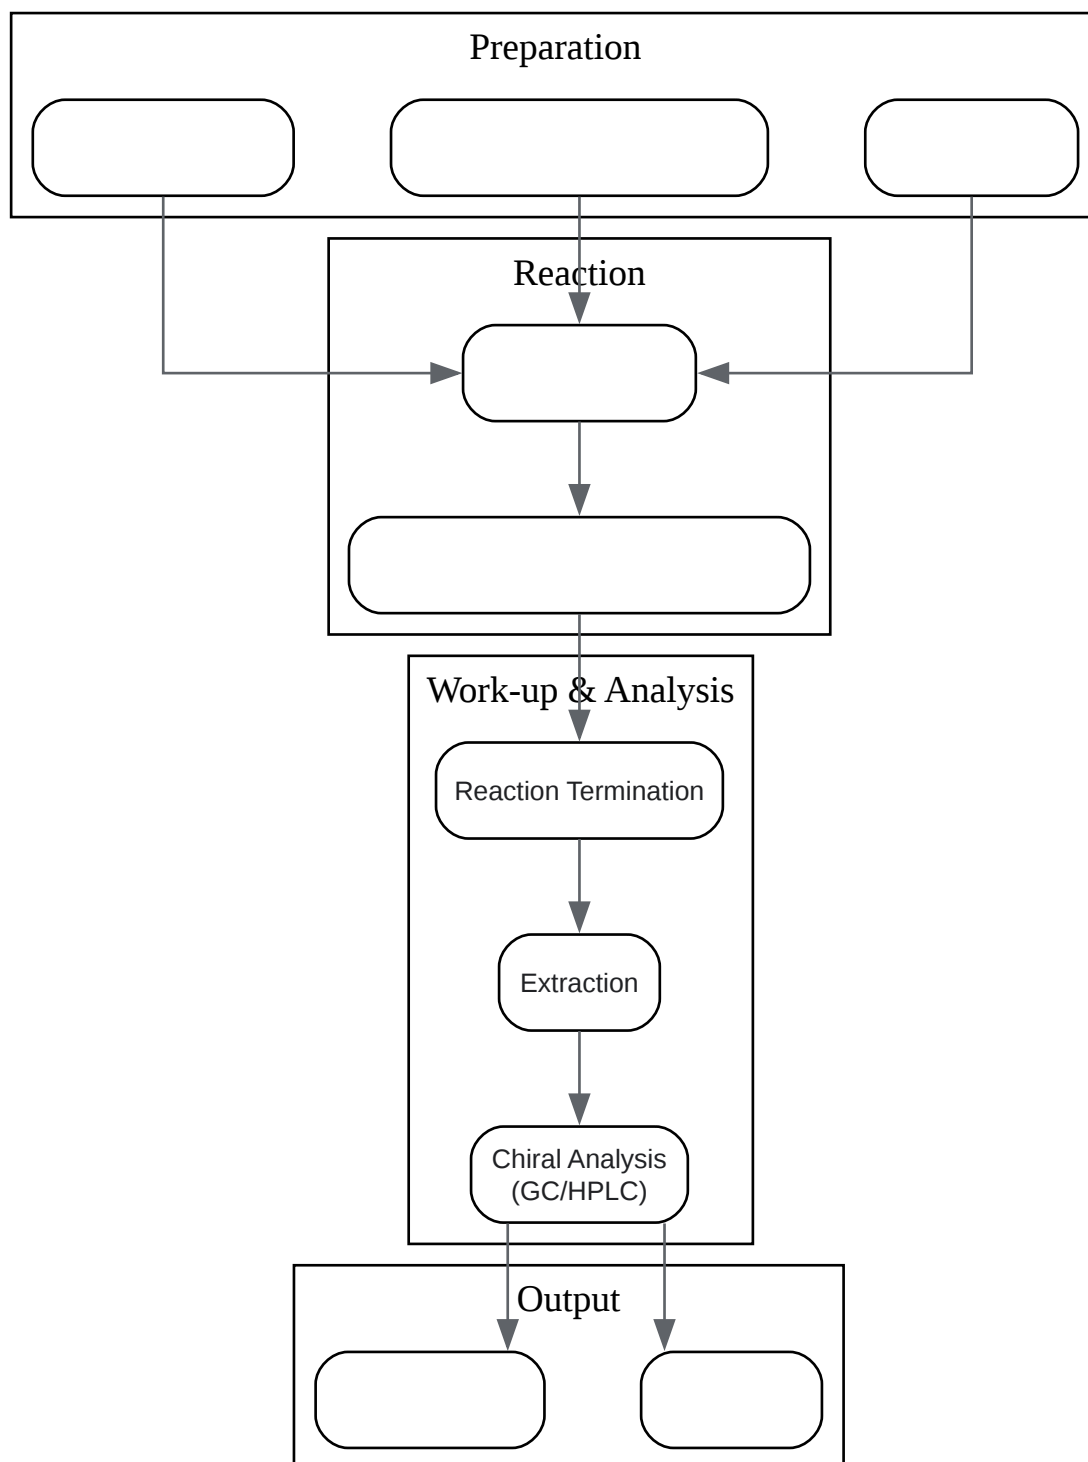 Preparation
Reaction
Work-up & Analysis
Reaction Termination
Extraction
Chiral Analysis
(GC/HPLC)
Output